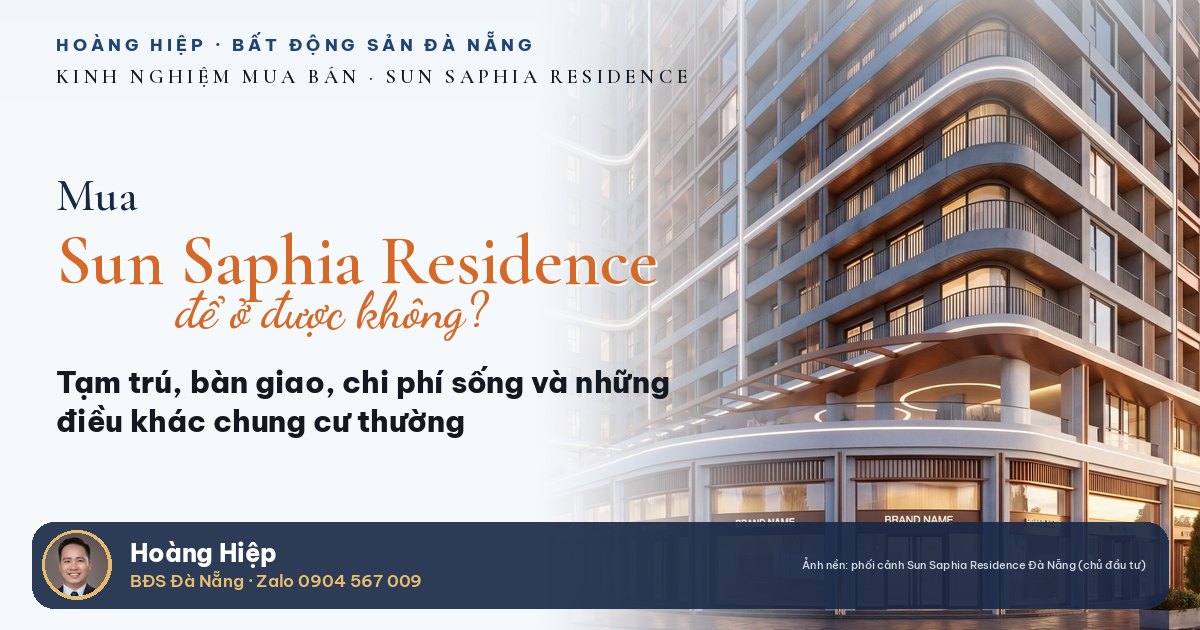 HOÀNG HIỆP · BẤT ĐỘNG SẢN ĐÀ NẴNG
KINH NGHIỆM MUA BÁN · SUN SAPHIA RESIDENCE
Mua
Sun Saphia Residence
để ở được không?
Tạm trú, bàn giao, chi phí sống và những
điều khác chung cư thường
BRAND NAME
BRAND NAME
Hoàng Hiệp
BĐS Đà Nẵng · Zalo 0904 567 009
Ảnh nền: phối cảnh Sun Saphia Residence Đà Nẵng (chủ đầu tư)